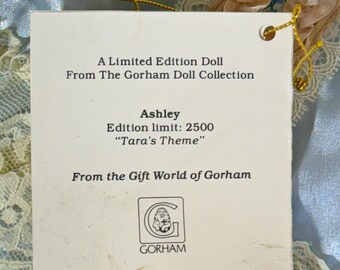 A Limited Edition Doll
From The Gorham Doll Collection
Ashley
Edition limit: 2500
"Tara's Theme"
From the Gift World of Gorham
G
GORHAM